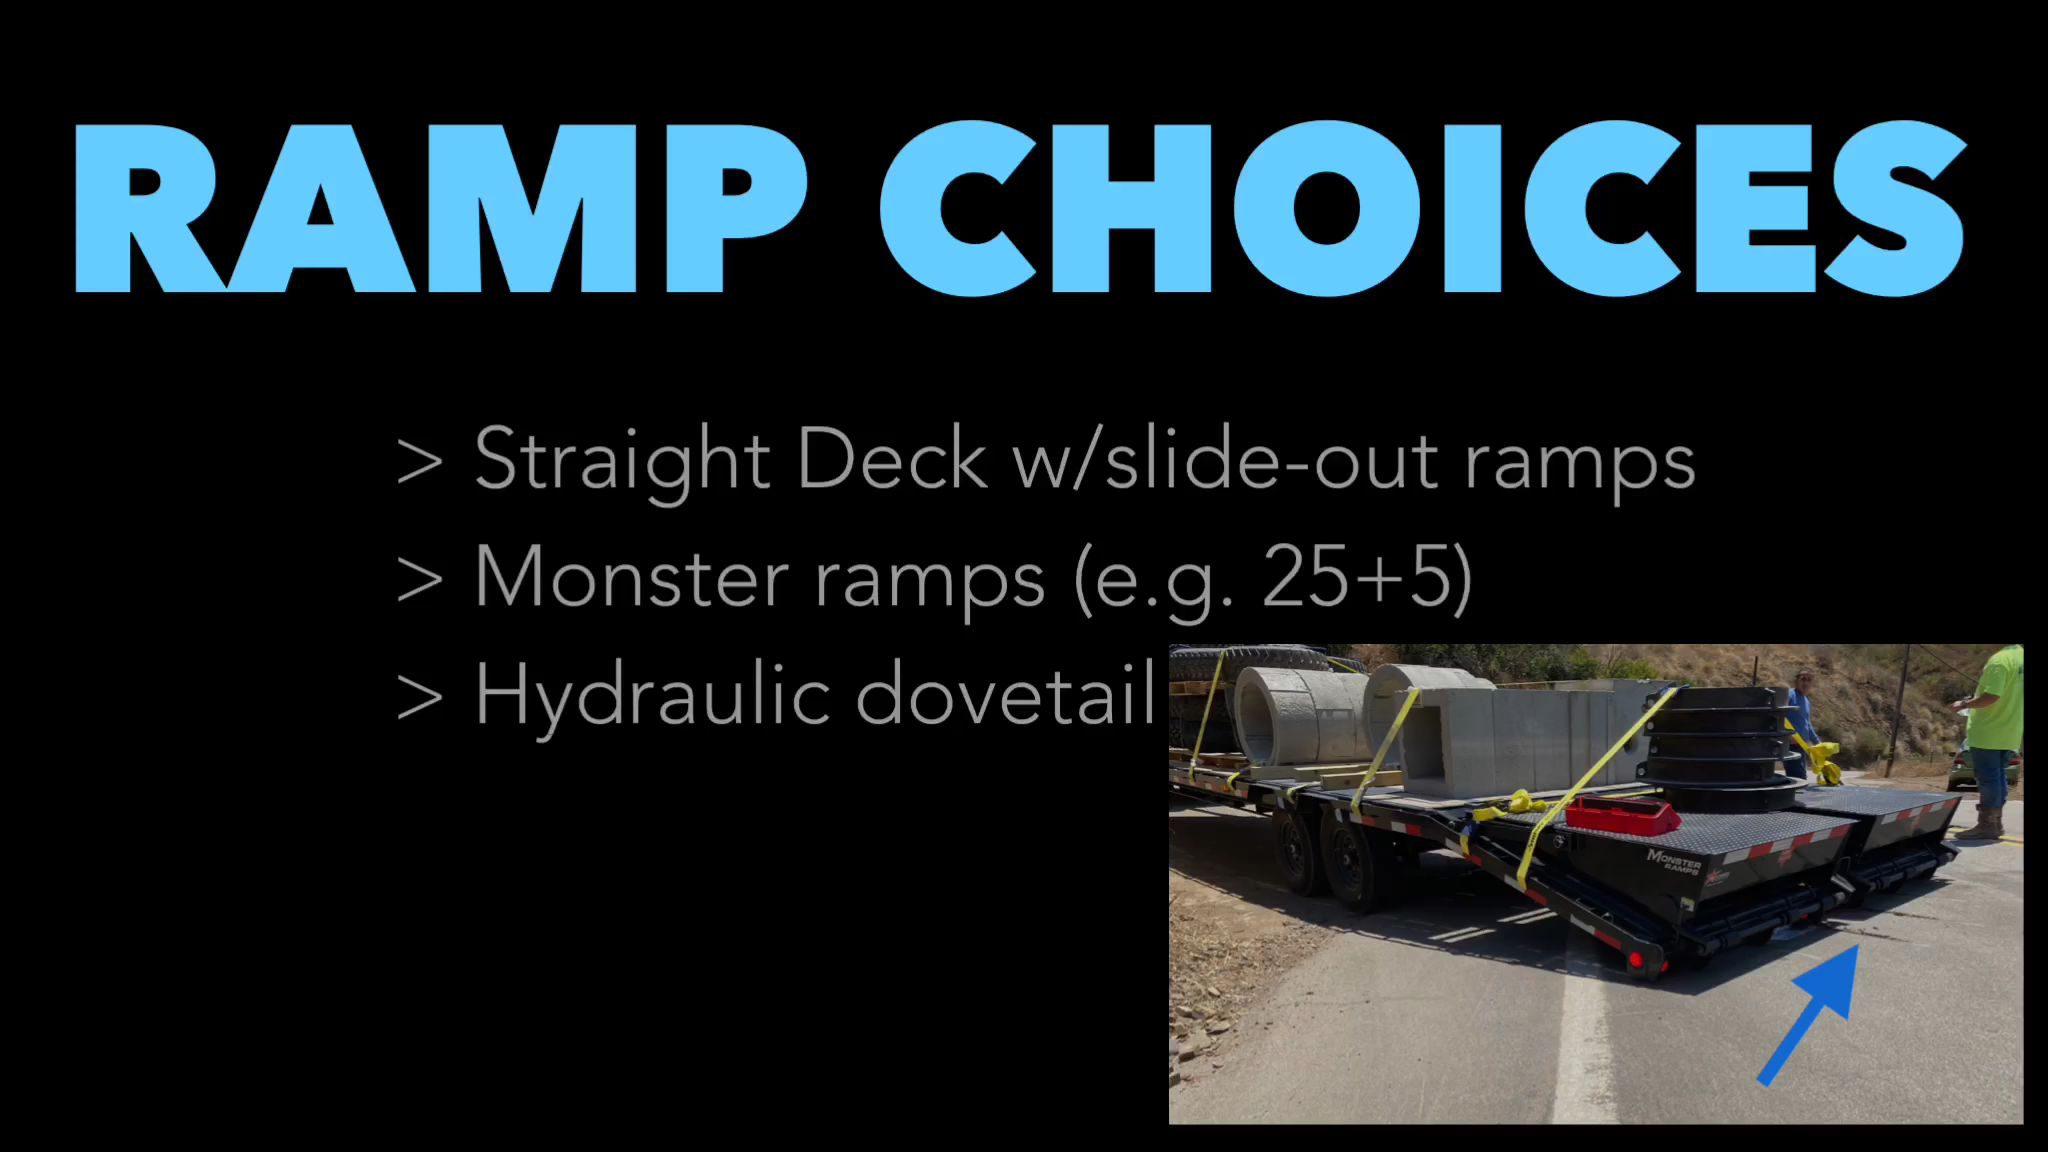 RAMP CHOICES
> Straight Deck w/slide-out ramps
> Monster ramps (e.g. 25+5)
> Hydraulic dovetail
MONSTER
RAMPS